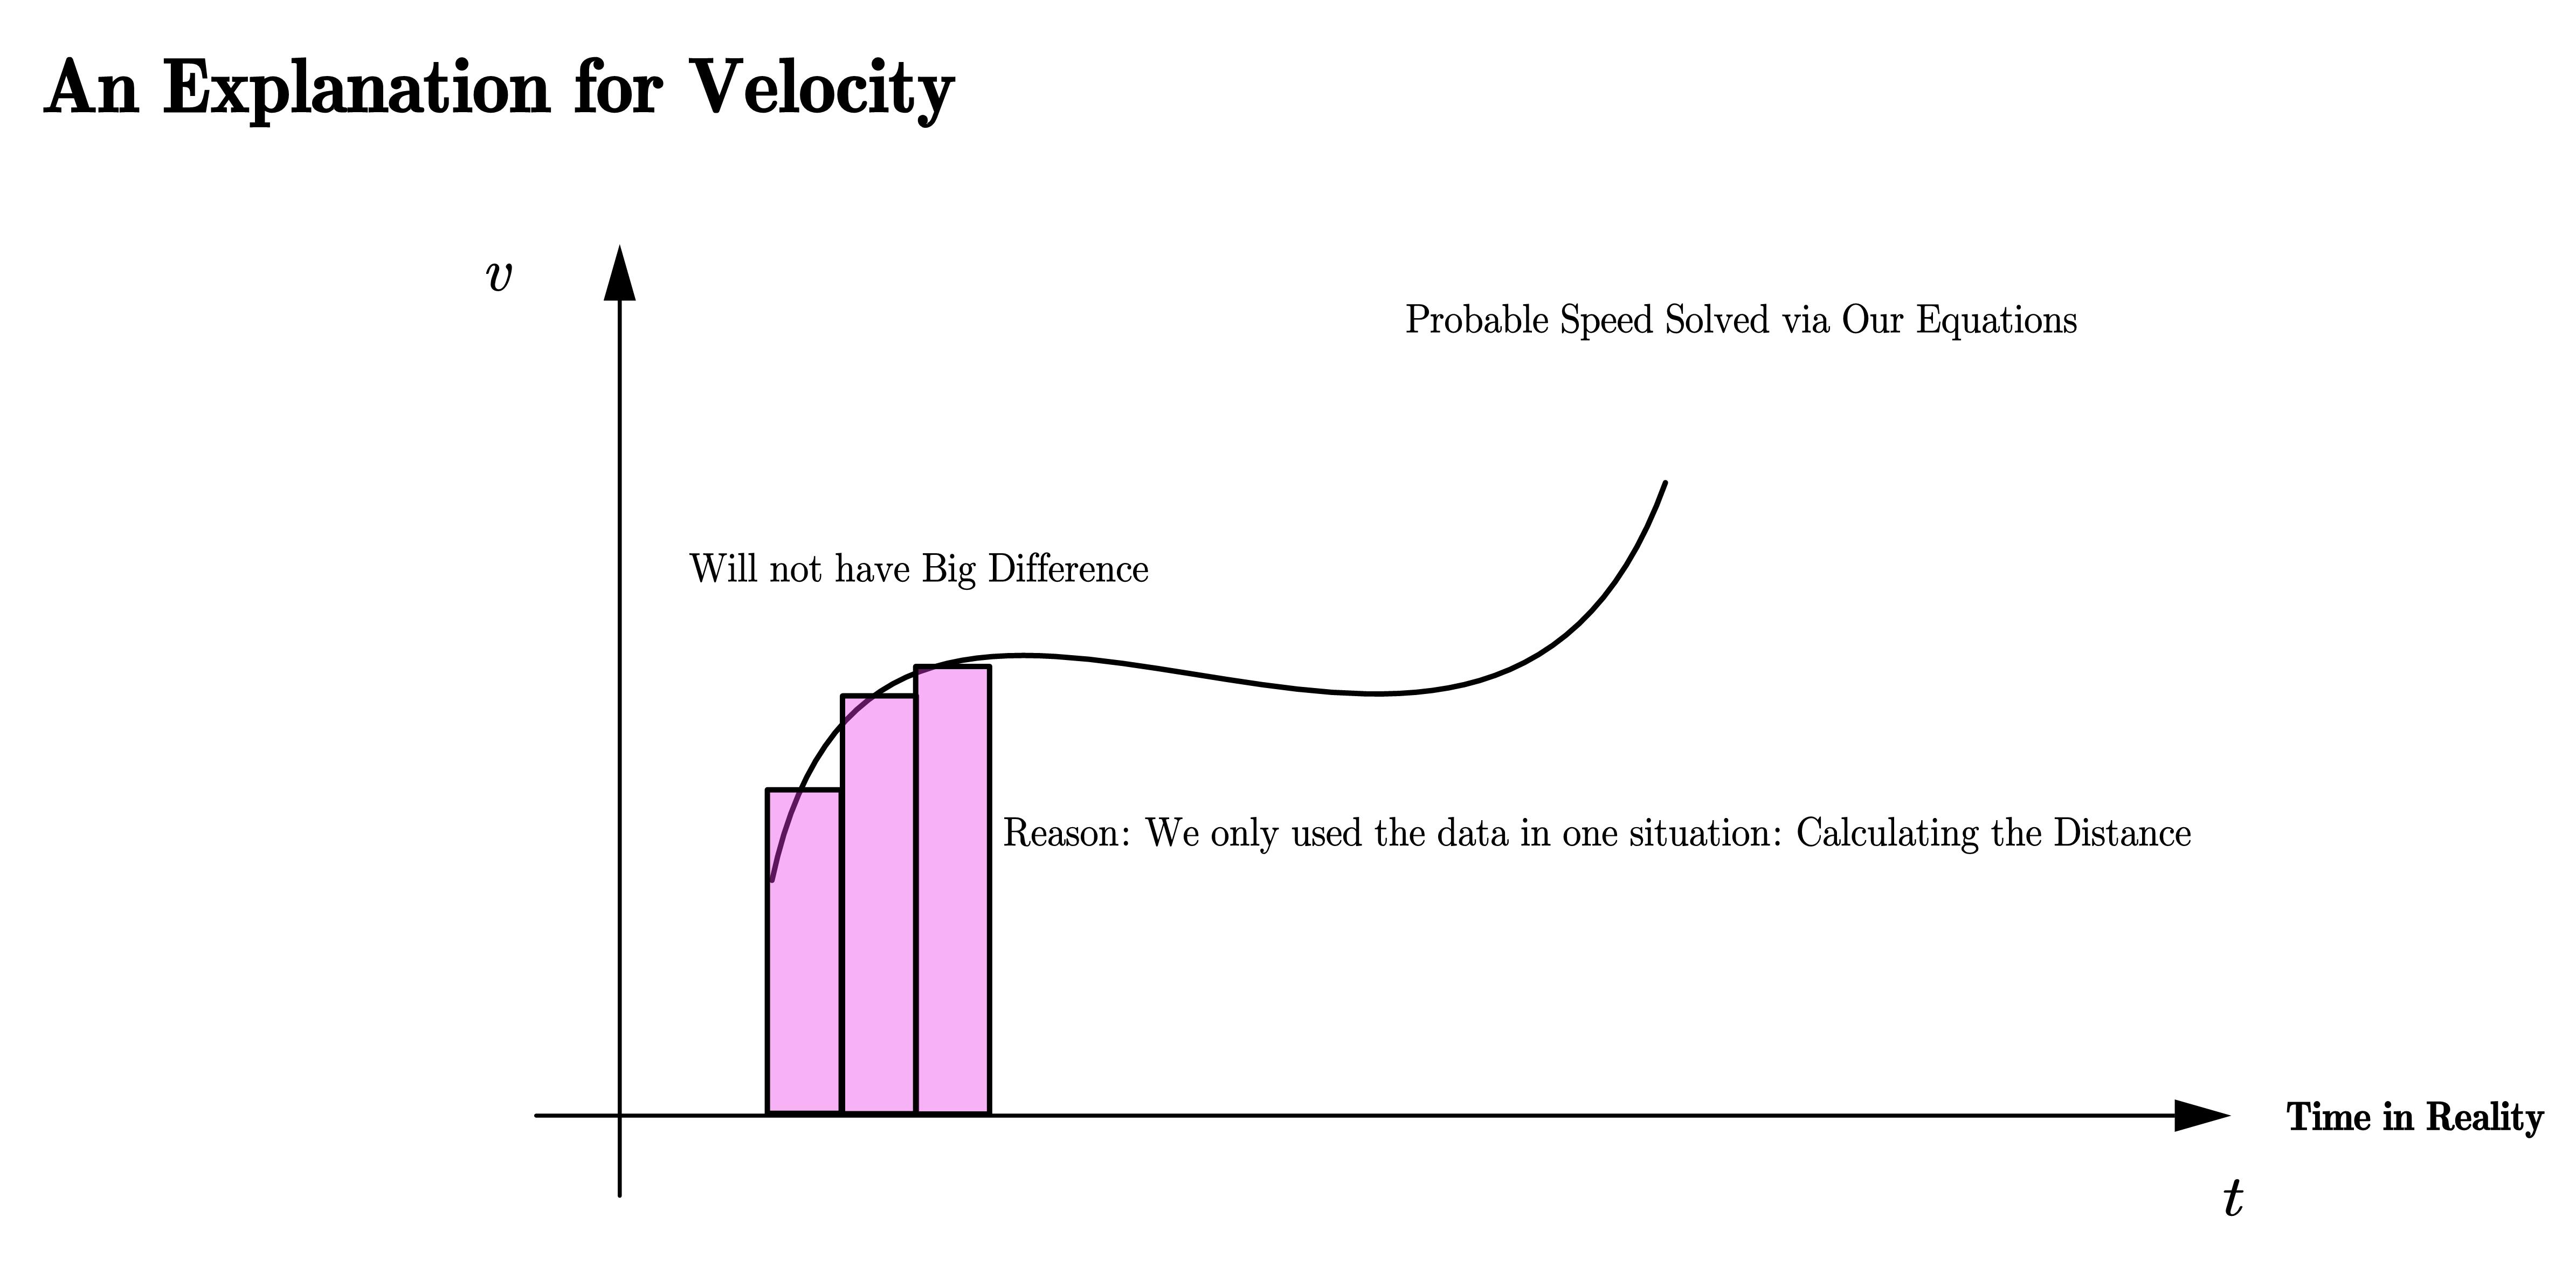 An Explanation for Velocity
v
Probable Speed Solved via Our Equations
Will not have Big Difference
Reason: We only used the data in one situation: Calculating the Distance
Time in Reality
t